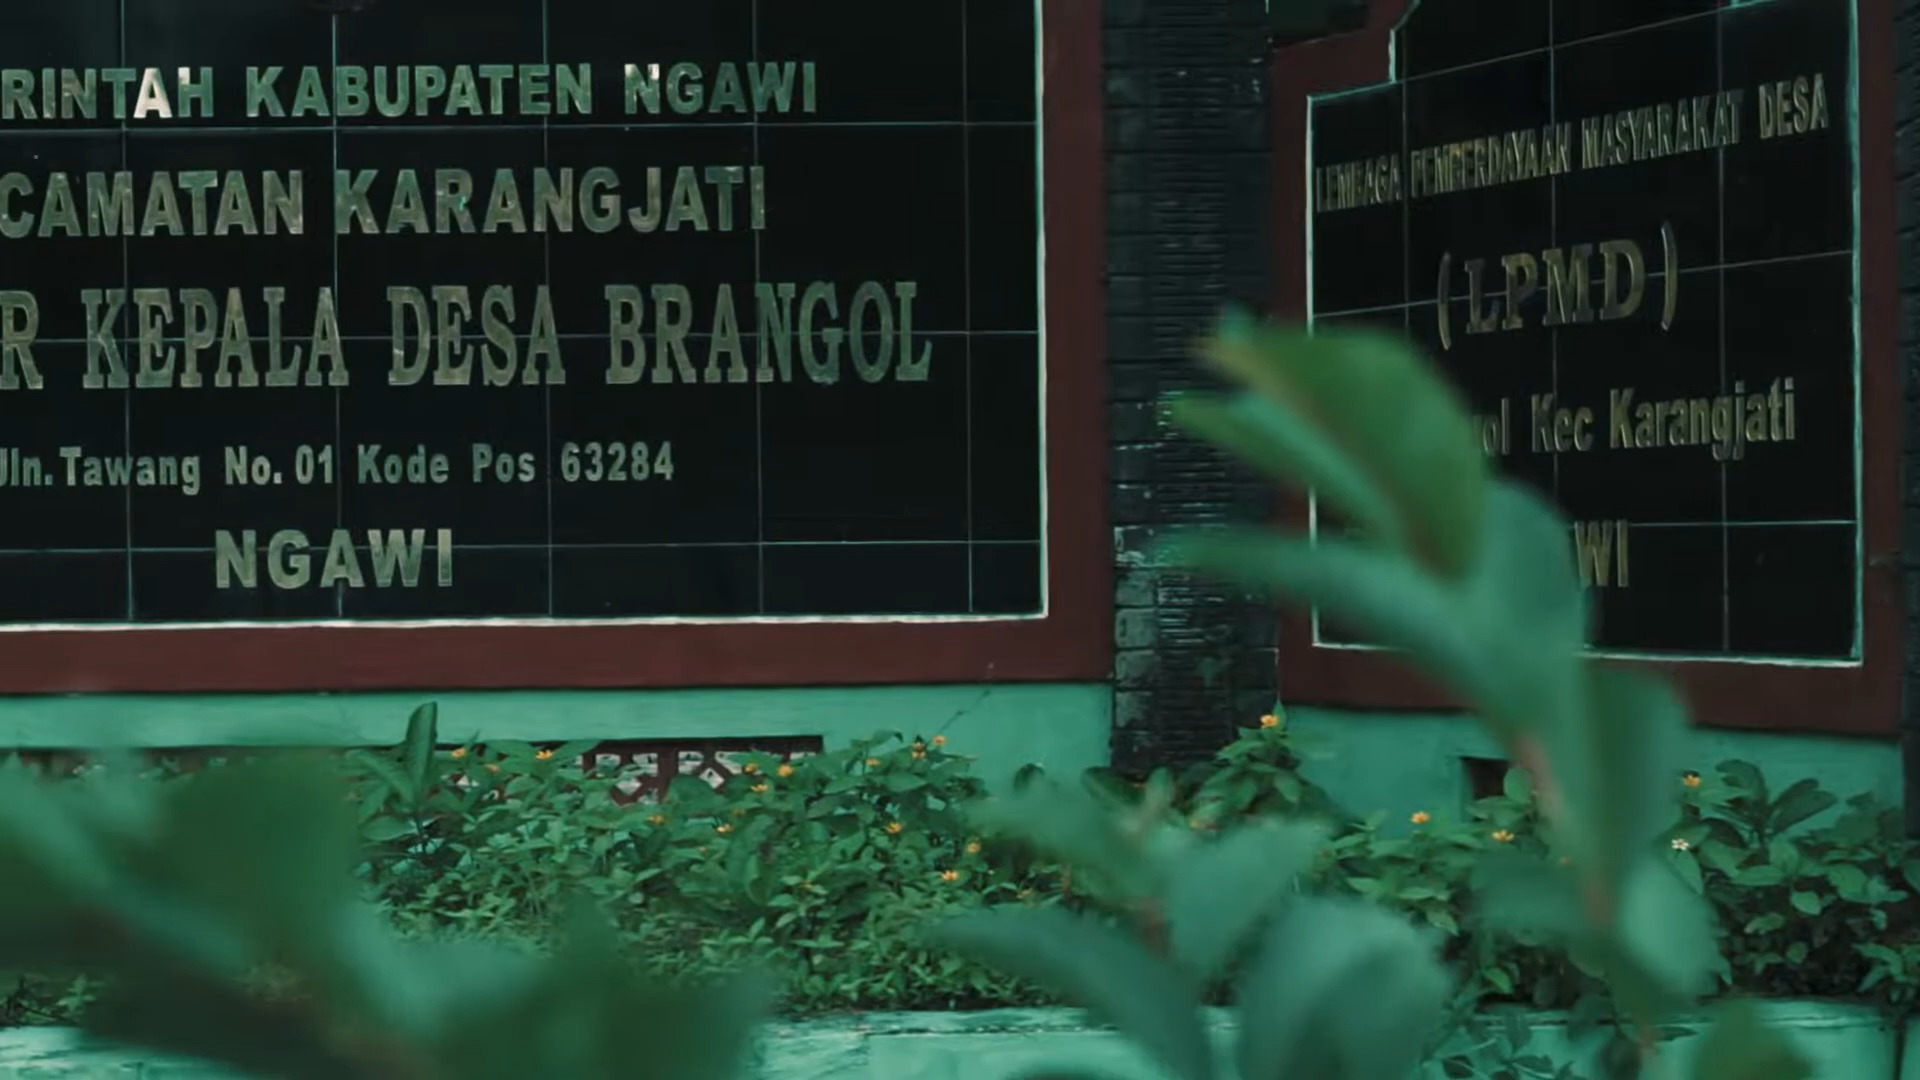 RINTAH KABUPATEN NGAWI
CAMATAN KARANGJATI
R KEPALA DESA BRANGOL
Jln. Tawang No. 01 Kode Pos 63284
NGAWI
LEMBAGA PEMBERDAYAAN MASYARAKAT DESA
( LPMD )
ol Kec Karangjati
WI